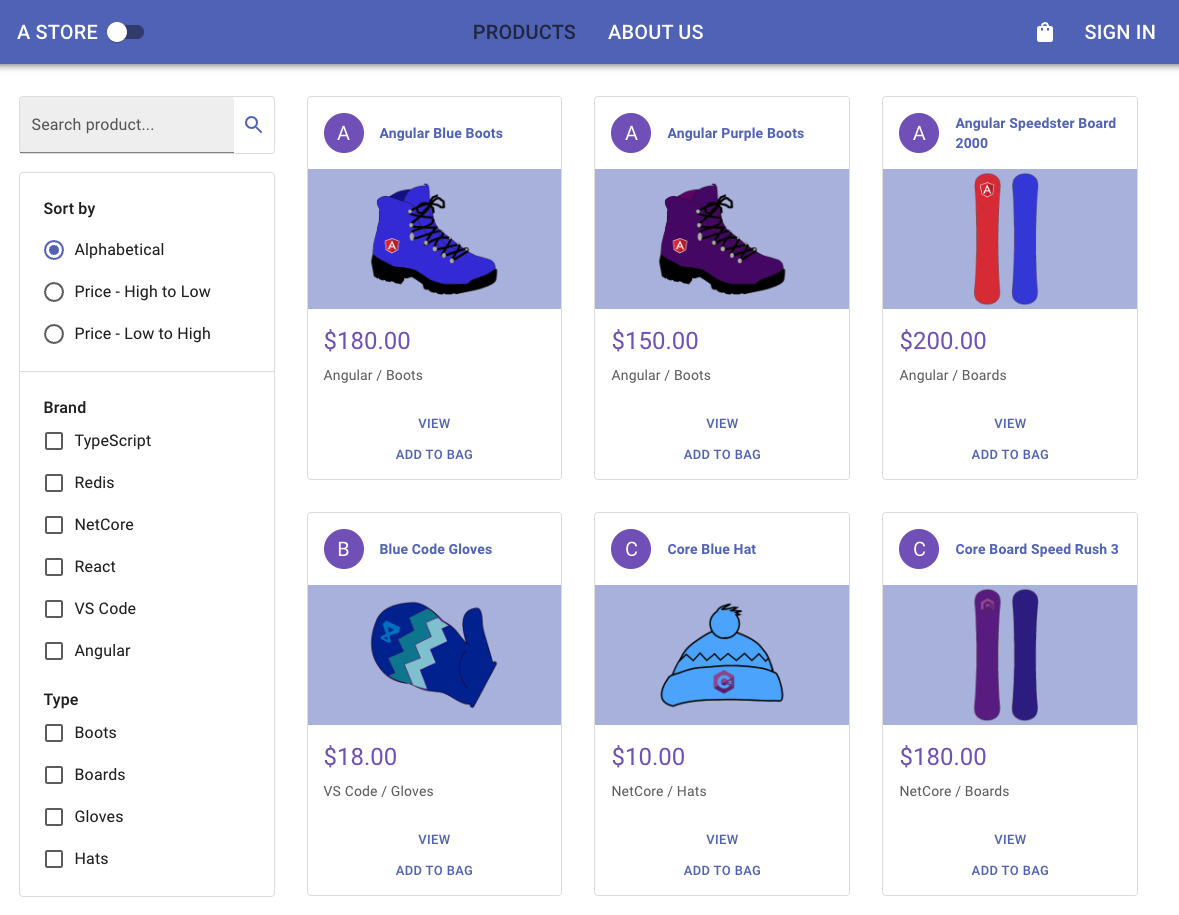 A STORE
PRODUCTS
ABOUT US
SIGN IN
Search product...
Sort by
Alphabetical
Price - High to Low
Price - Low to High
Brand
TypeScript
Redis
NetCore
React
VS Code
Angular
Type
Boots
Boards
Gloves
Hats
A
Angular Blue Boots
A
$180.00
Angular / Boots
VIEW
ADD TO BAG
A
Angular Purple Boots
A
$150.00
Angular / Boots
VIEW
ADD TO BAG
A
Angular Speedster Board
2000
A
$200.00
Angular / Boards
VIEW
ADD TO BAG
B
Blue Code Gloves
$18.00
VS Code / Gloves
VIEW
ADD TO BAG
C
Core Blue Hat
C#
$10.00
NetCore / Hats
VIEW
ADD TO BAG
C
Core Board Speed Rush 3
$180.00
NetCore / Boards
VIEW
ADD TO BAG